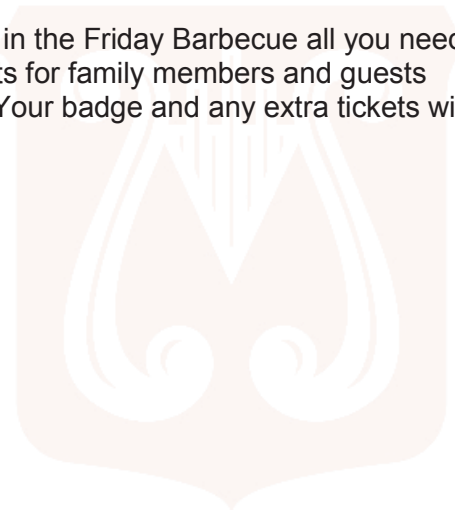 in the Friday Barbecue all you need
ts for family members and guests
Your badge and any extra tickets wi